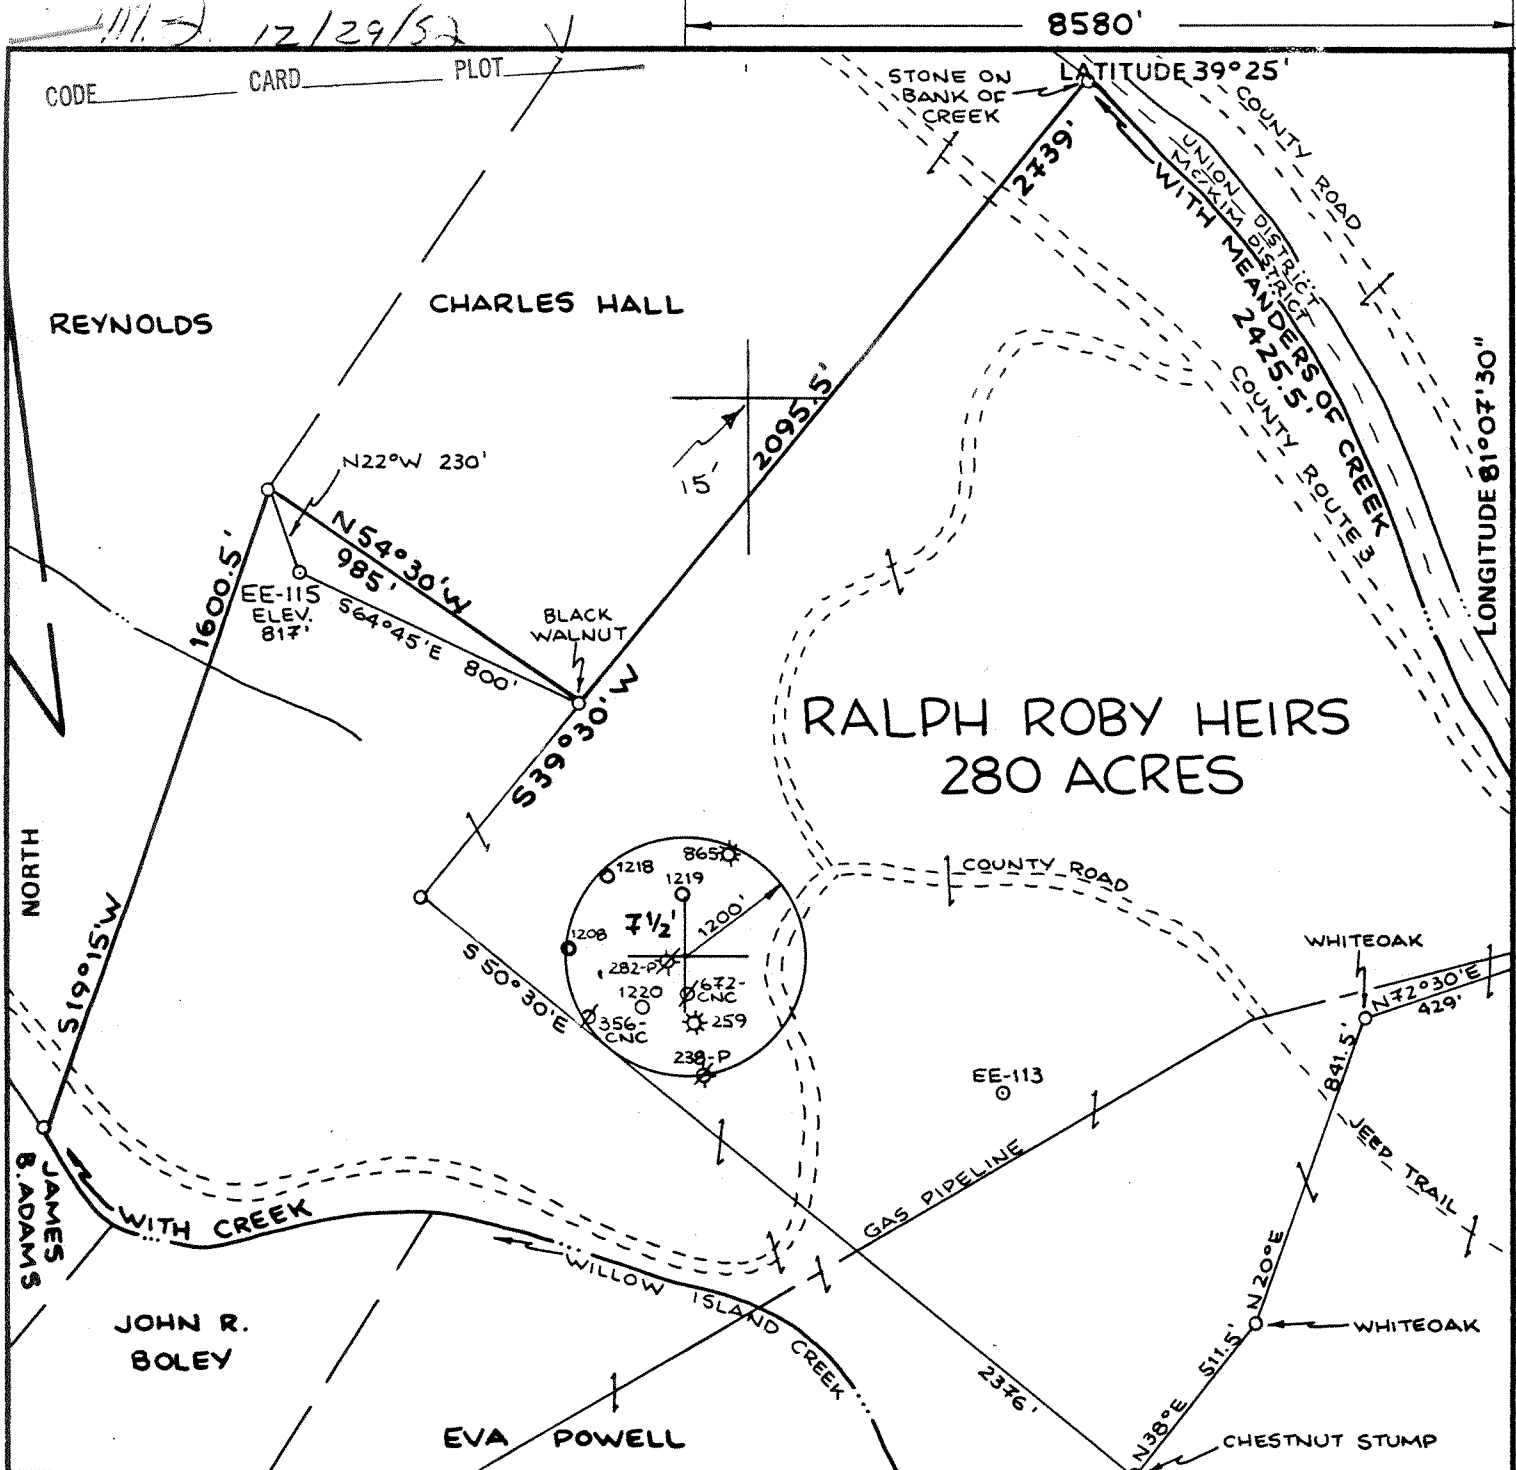 12/29/52
8580'
CODE CARD PLOT
STONE ON
BANK OF
CREEK
LATITUDE 39°25'
COUNTY ROAD
UNION DISTRICT
McKIM DISTRICT
WITH MEANDERS OF CREEK
2425.5'
2739'
REYNOLDS
CHARLES HALL
COUNTY ROUTE 3
LONGITUDE 81°07'30"
2095.5'
15'
N22°W 230'
N54°30'W
985'
1600.5'
EE-115
ELEV.
817'
S64°45'E 800'
BLACK
WALNUT
S39°30'W
RALPH ROBY HEIRS
280 ACRES
NORTH
S19°15'W
865
1218
1219
7½'
1200'
1208
282-P
672-
CNC
1220
356-
CNC
259
238-P
S50°30'E
COUNTY ROAD
WHITEOAK
N72°30'E
429'
841.5'
EE-113
JEEP TRAIL
GAS PIPELINE
JAMES
B. ADAMS
WITH CREEK
WILLOW ISLAND CREEK
N20°E
WHITEOAK
511.5'
JOHN R.
BOLEY
2376'
N38°E
EVA POWELL
CHESTNUT STUMP